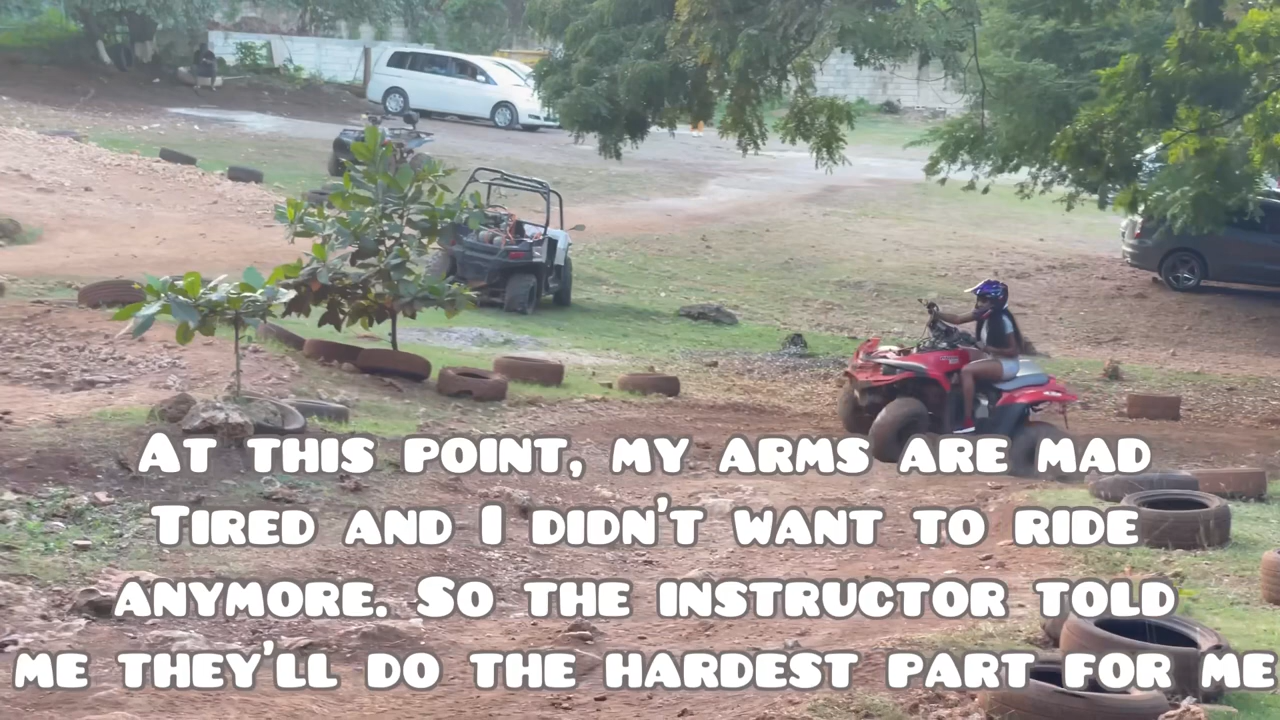 At this point, my arms are mad
Tired and I didn't want to ride
anymore. So the instructor told
me they'll do the hardest part for me